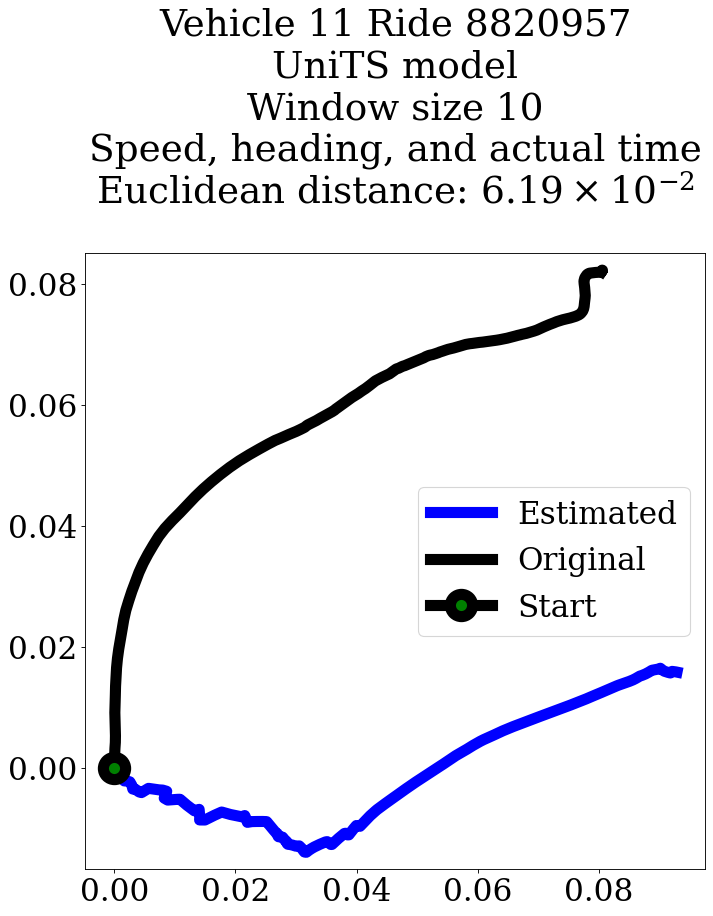 Vehicle 11 Ride 8820957
UniTS model
Window size 10
Speed, heading, and actual time
Euclidean distance: 6.19 × 10⁻²
0.08
0.06
0.04
0.02
0.00
Estimated
Original
Start
0.00 0.02 0.04 0.06 0.08